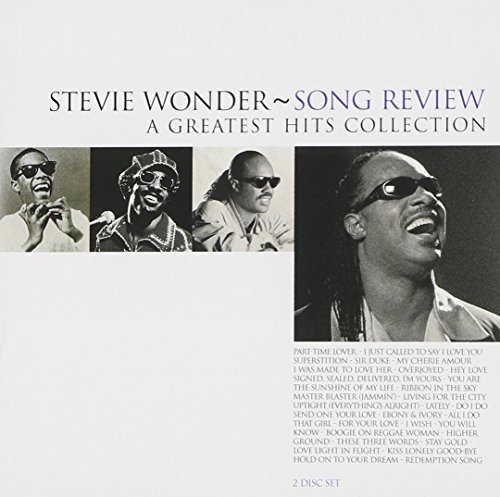 STEVIE WONDER~SONG REVIEW
A GREATEST HITS COLLECTION
PART-TIME LOVER - I JUST CALLED TO SAY I LOVE YOU
SUPERSTITION - SIR DUKE - MY CHERIE AMOUR
I WAS MADE TO LOVE HER - OVERJOYED - HEY LOVE
SIGNED, SEALED, DELIVERED, I'M YOURS - YOU ARE
THE SUNSHINE OF MY LIFE - RIBBON IN THE SKY
MASTER BLASTER (JAMMIN') - LIVING FOR THE CITY
UPTIGHT (EVERYTHING'S ALRIGHT) - LATELY - DO I DO
SEND ONE YOUR LOVE - EBONY & IVORY - ALL I DO
THAT GIRL - FOR YOUR LOVE - I WISH - YOU WILL
KNOW - BOOGIE ON REGGAE WOMAN - HIGHER
GROUND - THESE THREE WORDS - STAY GOLD -
LOVE LIGHT IN FLIGHT - KISS LONELY GOOD-BYE
HOLD ON TO YOUR DREAM - REDEMPTION SONG
2 DISC SET